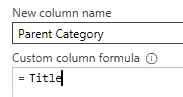 New column name
Parent Category
Custom column formula
= Title